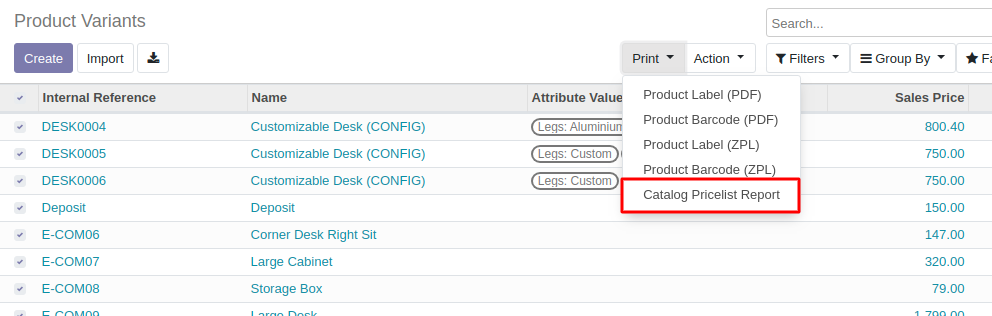 Product Variants
Search...
Create Import Print Action Filters Group By Fa
Product Label (PDF)
Product Barcode (PDF)
Product Label (ZPL)
Product Barcode (ZPL)
Catalog Pricelist Report
Internal Reference Name Attribute Value Sales Price
DESK0004 Customizable Desk (CONFIG) Legs: Aluminium 800.40
DESK0005 Customizable Desk (CONFIG) Legs: Custom 750.00
DESK0006 Customizable Desk (CONFIG) Legs: Custom 750.00
Deposit Deposit 150.00
E-COM06 Corner Desk Right Sit 147.00
E-COM07 Large Cabinet 320.00
E-COM08 Storage Box 79.00
E-COM09 Large Desk 1,799.00